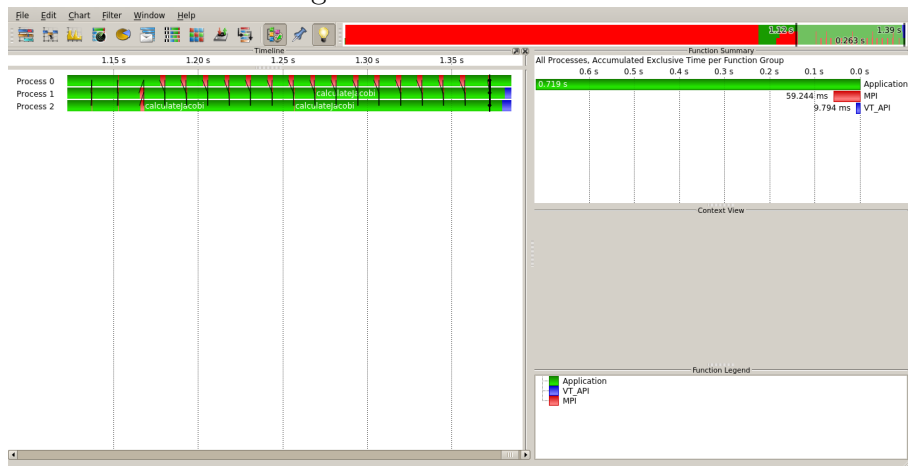 File Edit Chart Filter Window Help
1.12 s 1.39 s
0.263 s
Timeline
1.15 s 1.20 s 1.25 s 1.30 s 1.35 s
Process 0
Process 1 calculateJacobi
Process 2 calculateJacobi calculateJacobi
Function Summary
All Processes, Accumulated Exclusive Time per Function Group
0.6 s 0.5 s 0.4 s 0.3 s 0.2 s 0.1 s 0.0 s
0.719 s Application
59.244 ms MPI
9.794 ms VT_API
Context View
Function Legend
Application
VT_API
MPI